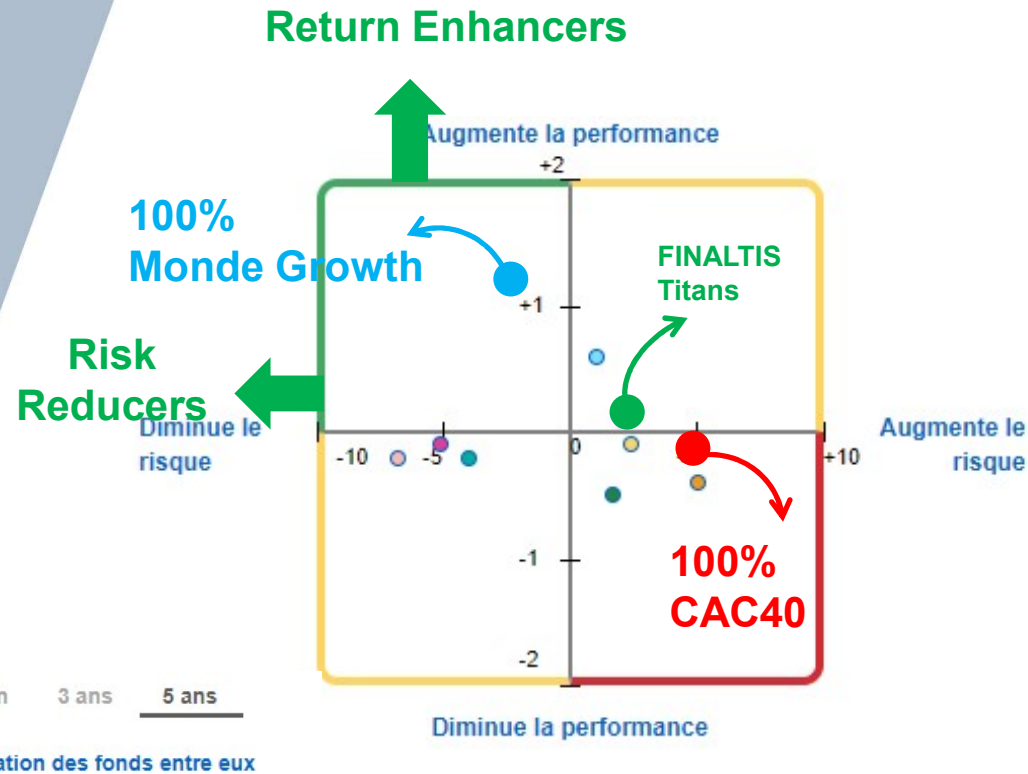 Return Enhancers
Augmente la performance
+2
100%
Monde Growth
FINALTIS
Titans
+1
Risk
Reducers
Diminue le
risque
-10
-5
0
+10
Augmente le
risque
-1
100%
CAC40
-2
3 ans
5 ans
Diminue la performance
ation des fonds entre eux